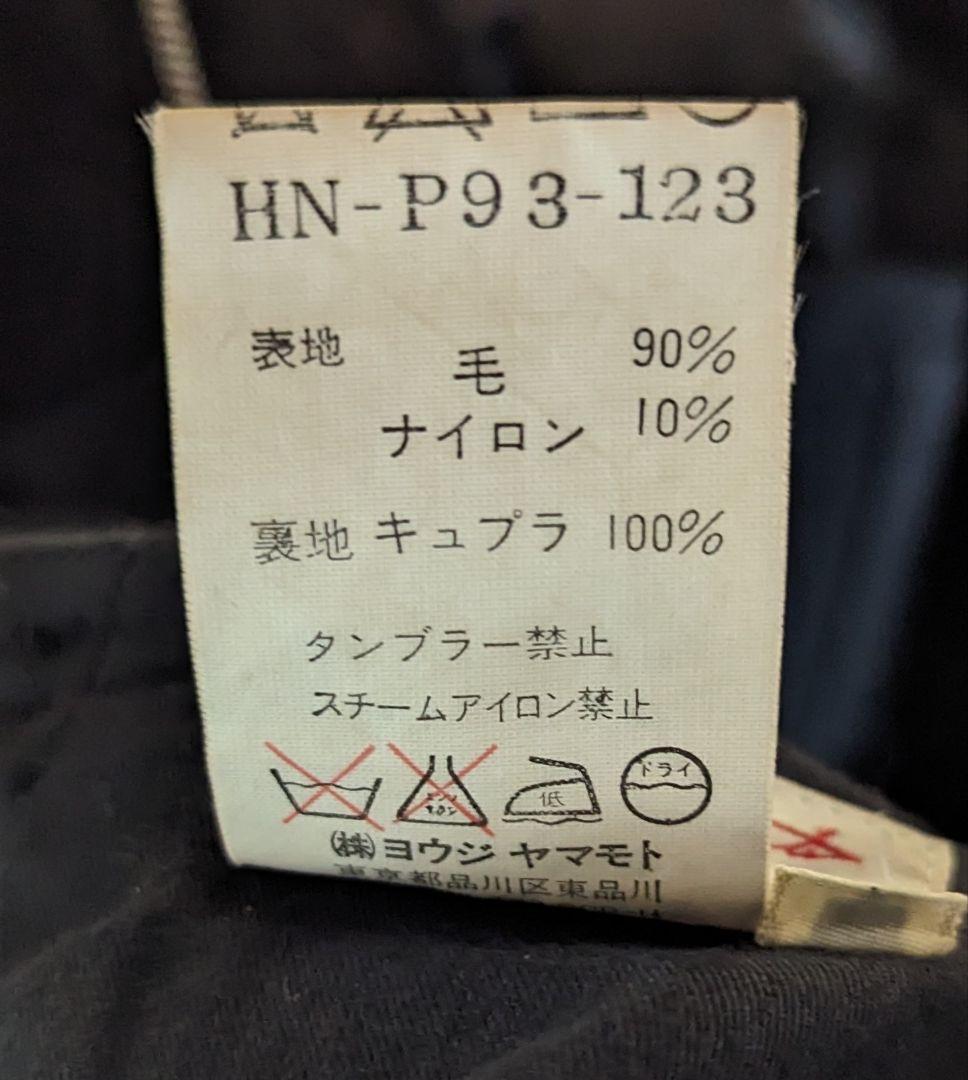 HN-P93-123
表地 毛 90%
ナイロン 10%
裏地 キュプラ 100%
タンブラー禁止
スチームアイロン禁止
低 ドライ
㈱ヨウジ ヤマモト
東京都品川区東品川